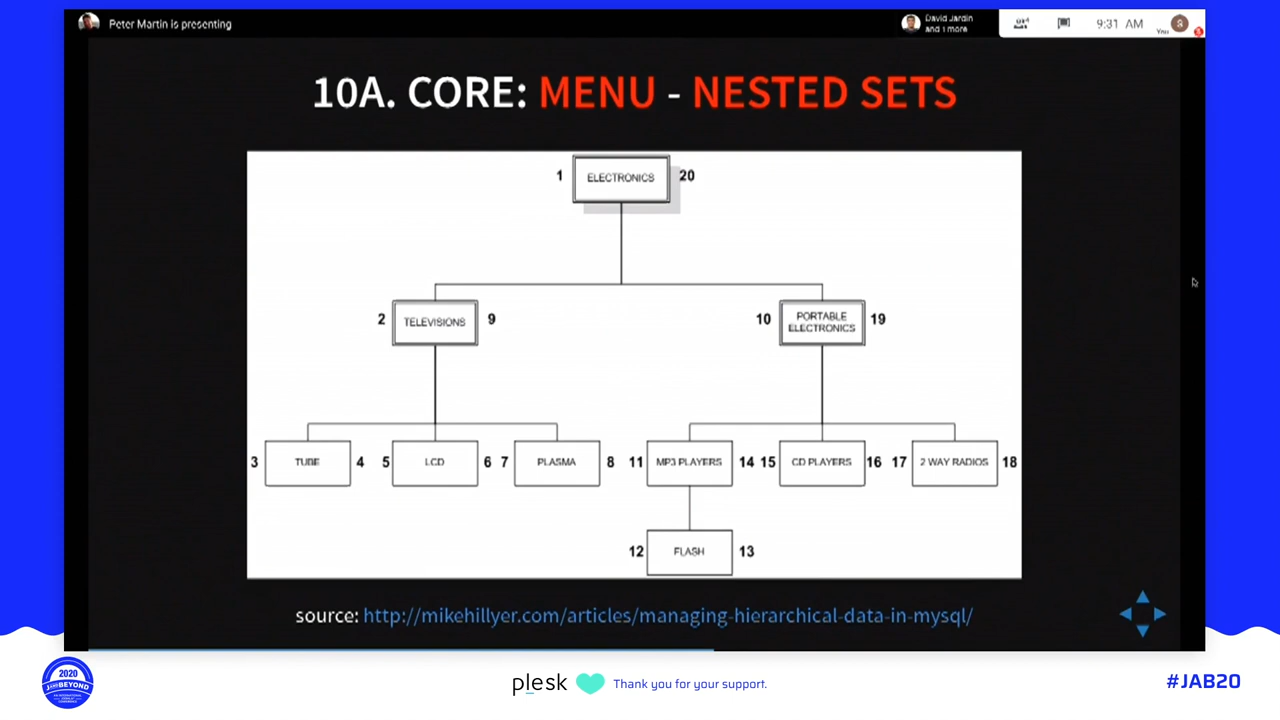 Peter Martin is presenting
David Jardin
and 1 more
9:31 AM
You
S
10A. CORE: MENU - NESTED SETS
1 ELECTRONICS 20
2 TELEVISIONS 9
10 PORTABLE ELECTRONICS 19
3 TUBE 4
5 LCD 6
7 PLASMA 8
11 MP3 PLAYERS 14
15 CD PLAYERS 16
17 2 WAY RADIOS 18
12 FLASH 13
source: http://mikehillyer.com/articles/managing-hierarchical-data-in-mysql/
2020
J AND BEYOND
plesk
Thank you for your support.
#JAB20